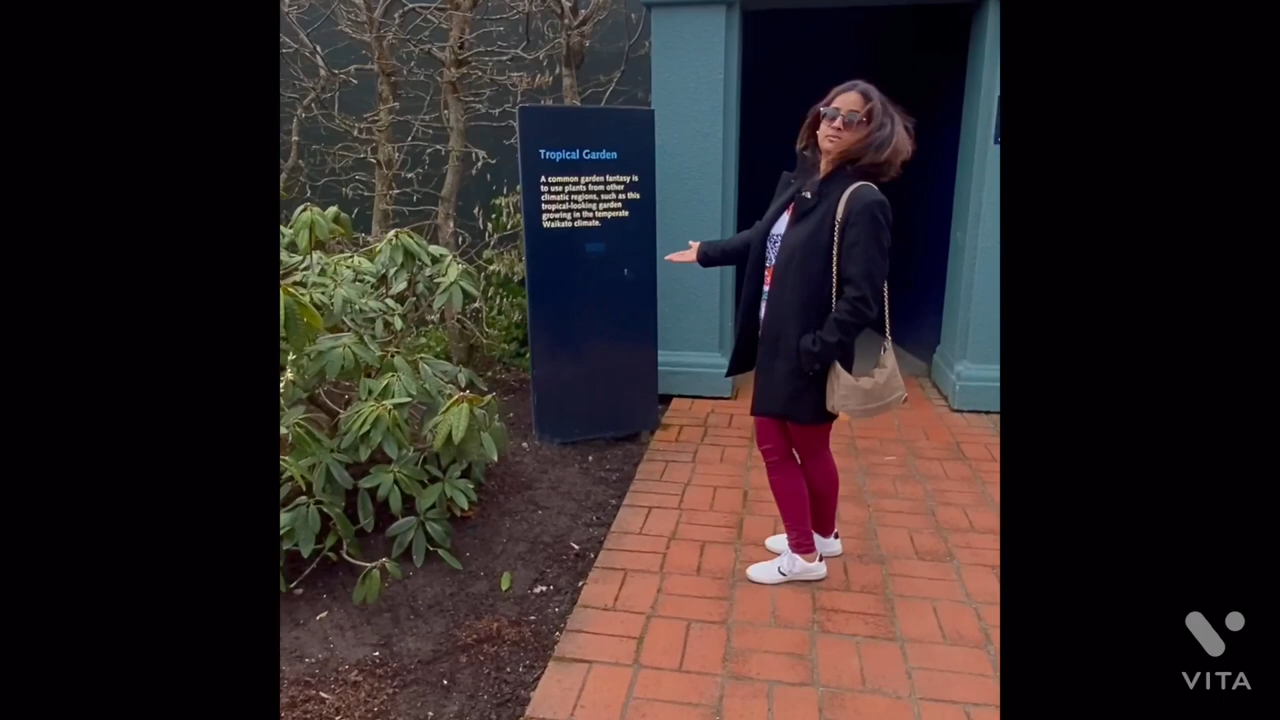 Tropical Garden
A common garden fantasy is
to use plants from other
climatic regions, such as this
tropical-looking garden
growing in the temperate
Waikato climate.
VITA